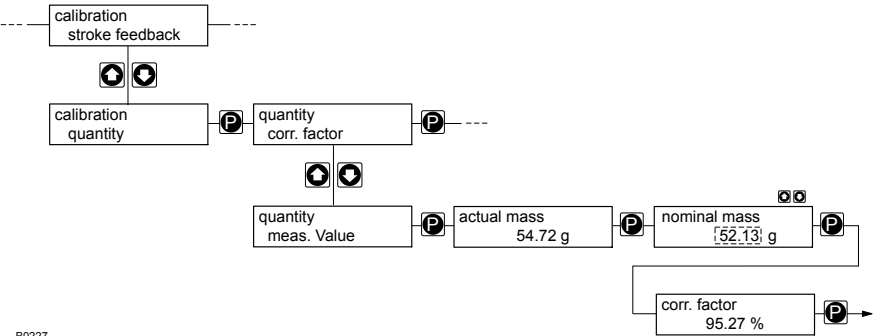 calibration
stroke feedback
calibration
quantity
P
quantity
corr. factor
P
quantity
meas. Value
P
actual mass
54.72 g
P
nominal mass
52.13 g
P
corr. factor
95.27 %
P